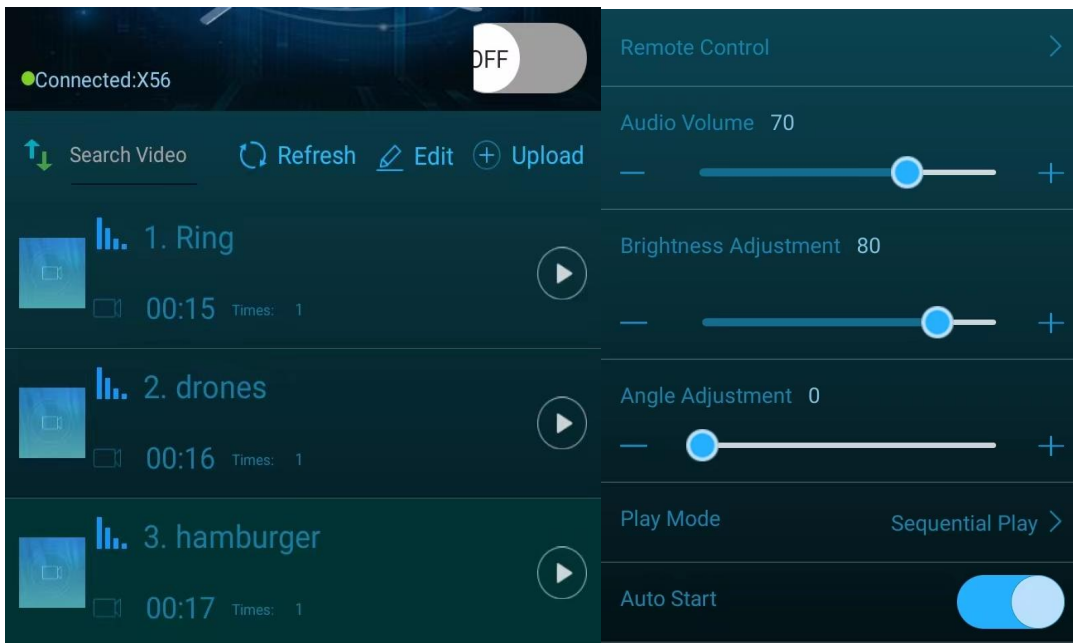 Connected:X56
OFF
Search Video
Refresh
Edit
Upload
1. Ring
00:15 Times: 1
2. drones
00:16 Times: 1
3. hamburger
00:17 Times: 1
Remote Control
Audio Volume 70
Brightness Adjustment 80
Angle Adjustment 0
Play Mode
Sequential Play
Auto Start